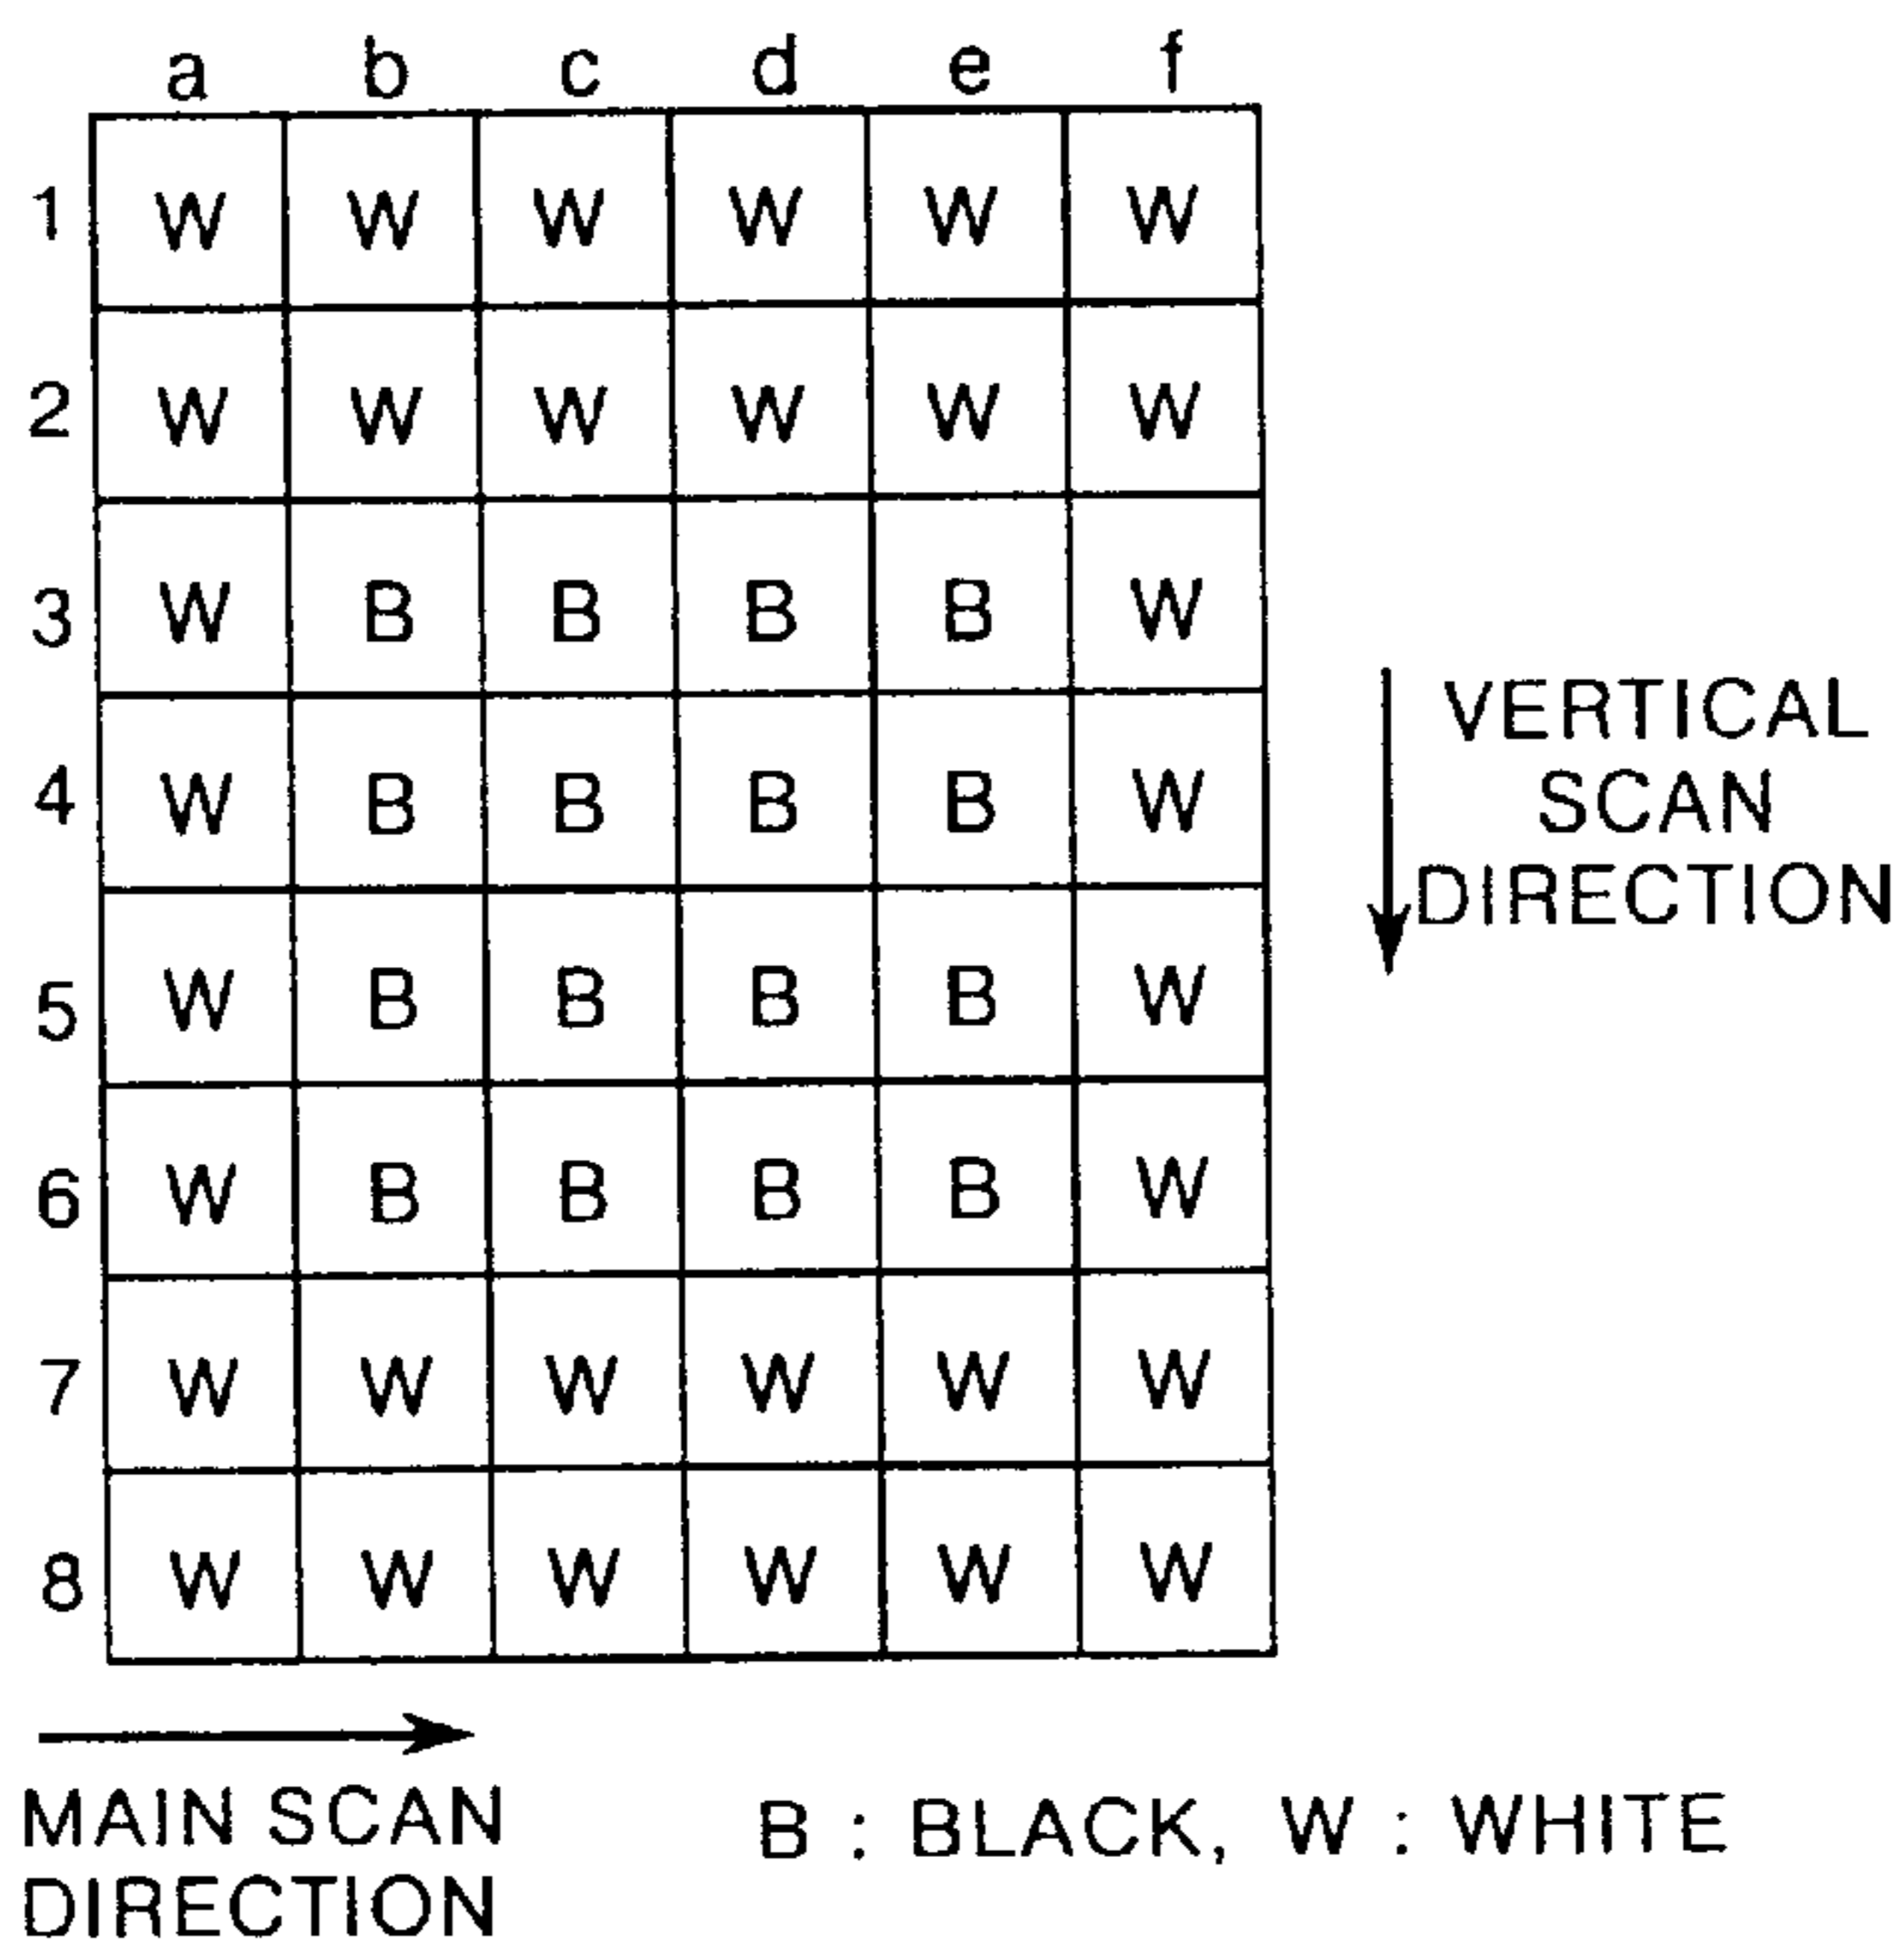 a b c d e f
1 W W W W W W
2 W W W W W W
3 W B B B B W
4 W B B B B W
5 W B B B B W
6 W B B B B W
7 W W W W W W
8 W W W W W W
VERTICAL
SCAN
DIRECTION
MAIN SCAN
DIRECTION
B : BLACK, W : WHITE